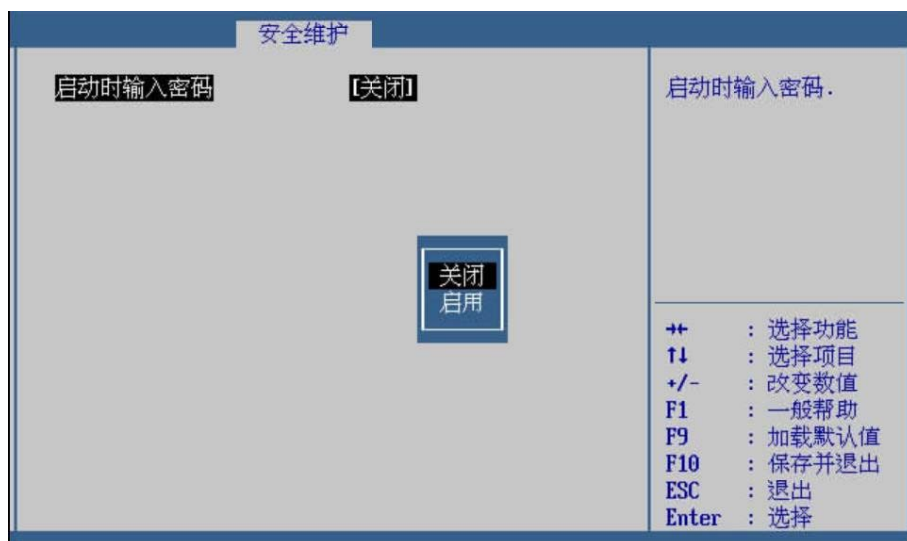 安全维护
启动时输入密码 [关闭]
启动时输入密码.
关闭
启用
→← : 选择功能
↑↓ : 选择项目
+/- : 改变数值
F1 : 一般帮助
F9 : 加载默认值
F10 : 保存并退出
ESC : 退出
Enter : 选择